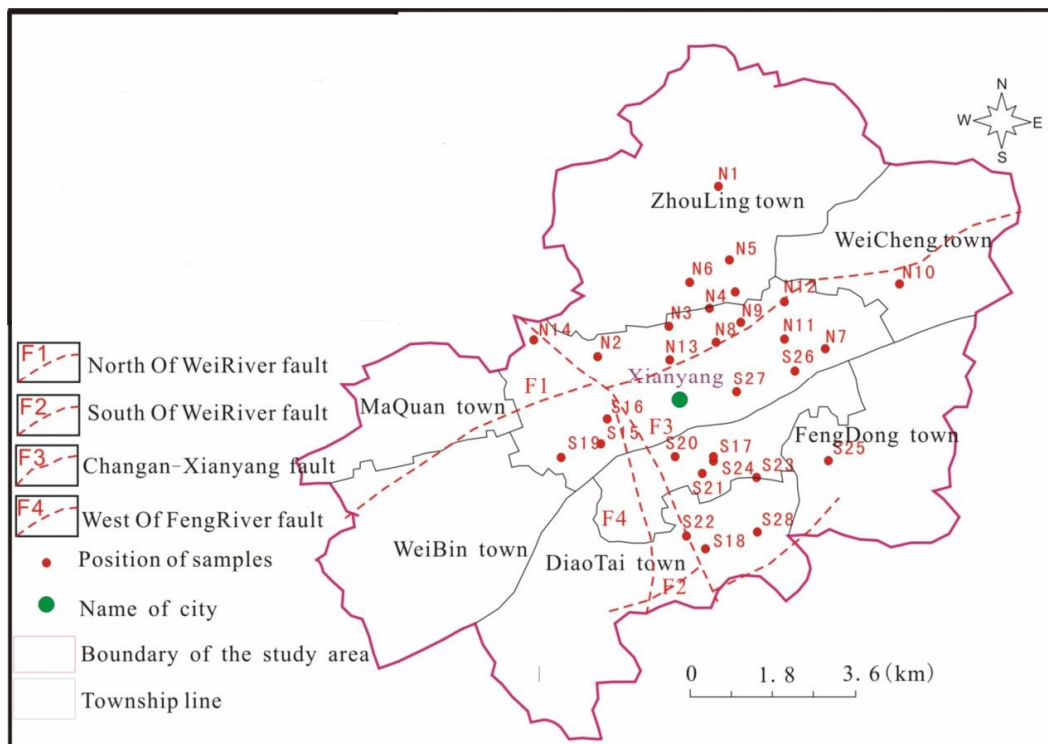 N
W
E
S
N1
ZhouLing town
WeiCheng town
N5
N6
N10
N4
N12
N3
N9
N14
N8
N11
N7
N2
N13
S26
Xianyang
F1
S27
MaQuan town
S16
F3
S15
S19
S20
S17
FengDong town
S24
S23
S25
S21
F4
S22
S28
WeiBin town
DiaoTai town
S18
F2
F1
North Of WeiRiver fault
F2
South Of WeiRiver fault
F3
Changan-Xianyang fault
F4
West Of FengRiver fault
Position of samples
Name of city
Boundary of the study area
Township line
0 1.8 3.6(km)